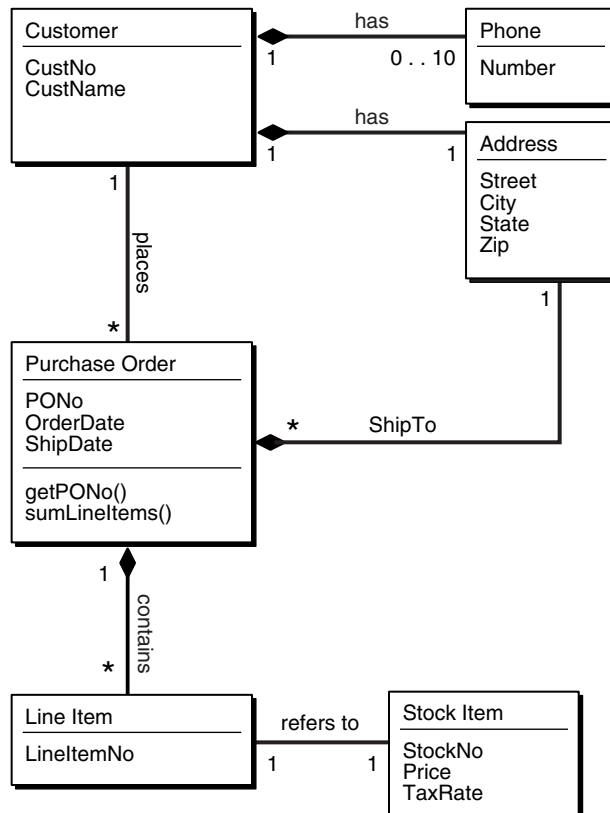 Customer
CustNo
CustName
has
1
0 . . 10
Phone
Number
has
1
1
Address
Street
City
State
Zip
1
places
*
1
Purchase Order
PONo
OrderDate
ShipDate
getPONo()
sumLineItems()
*
ShipTo
1
contains
*
Line Item
LineItemNo
refers to
1
1
Stock Item
StockNo
Price
TaxRate